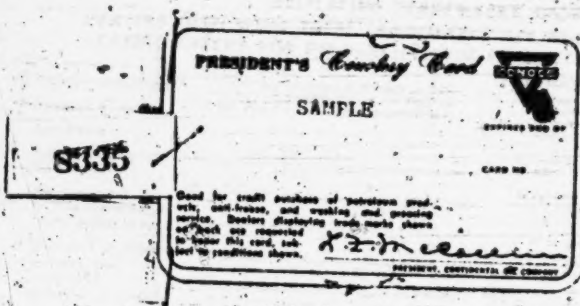 PRESIDENT'S Courtesy Card
CONOCO
SAMPLE
EXPIRES END OF
8335
CARD NO.
Good for credit purchase of petroleum prod-
ucts, anti-freeze, and washing and greasing
service. Dealers displaying trade marks shown
on back are requested
to honor this card, sub-
ject to conditions shown.
PRESIDENT, CONTINENTAL OIL COMPANY